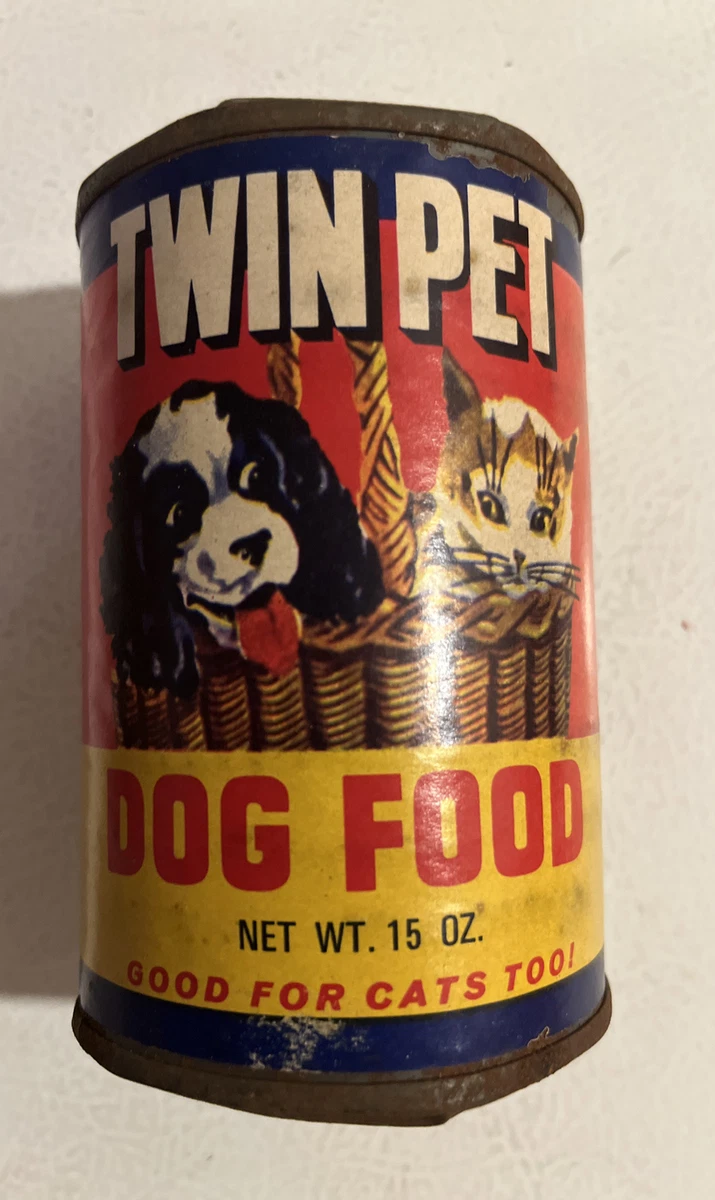 TWIN PET
DOG FOOD
NET WT. 15 OZ.
GOOD FOR CATS TOO!